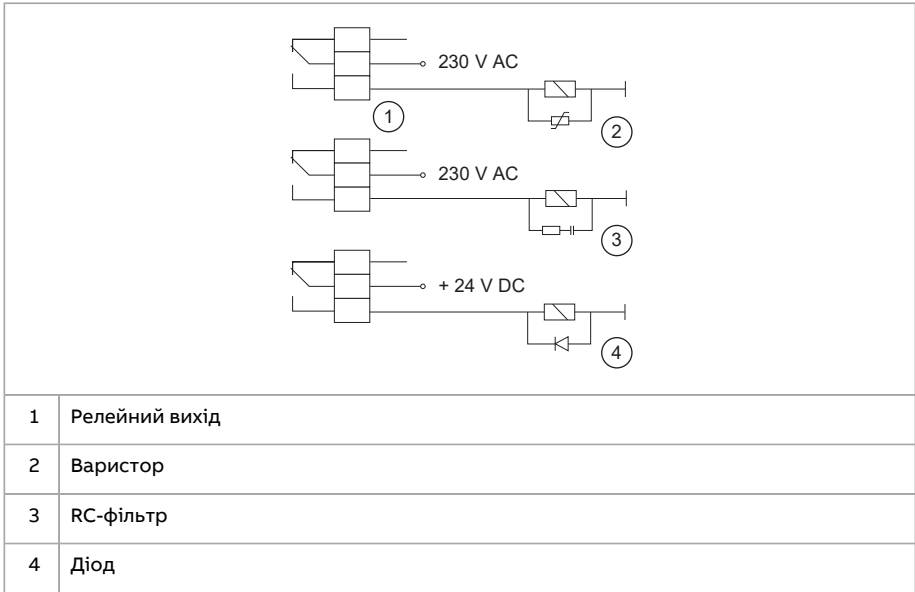 230 V AC
1
2
230 V AC
3
+ 24 V DC
4
1 Релейний вихід
2 Варистор
3 RC-фільтр
4 Діод